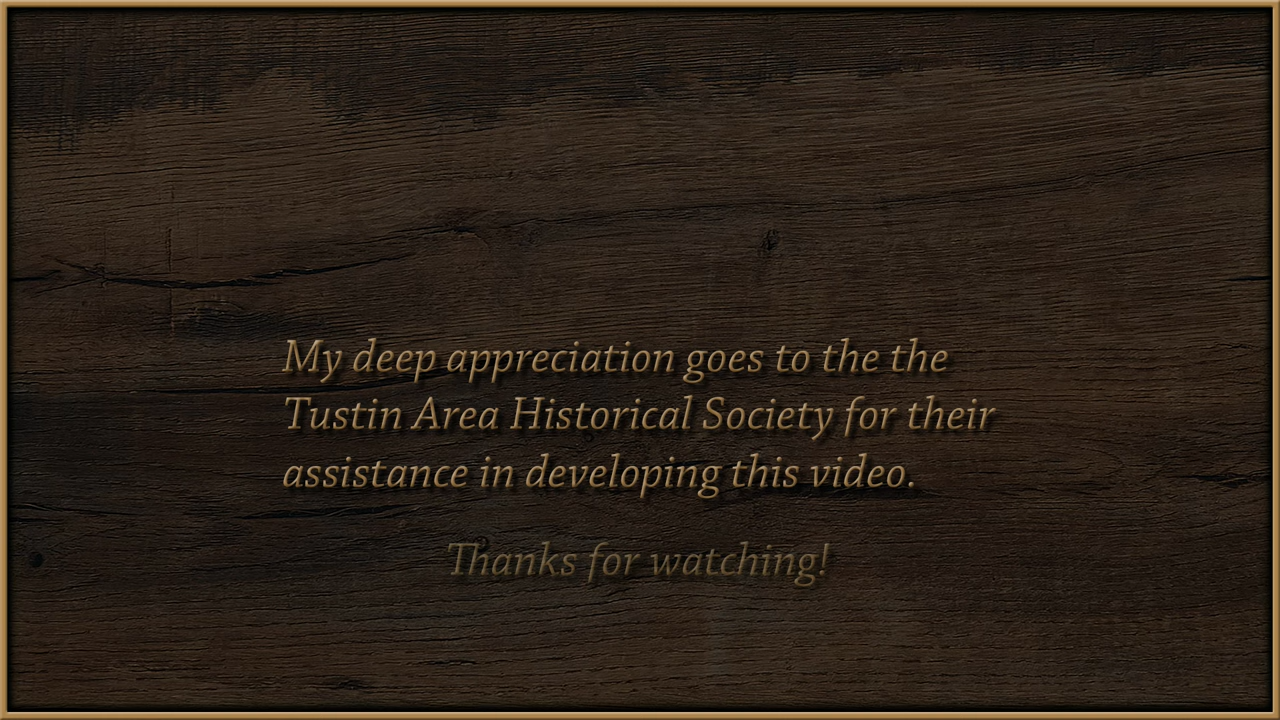 My deep appreciation goes to the the
Tustin Area Historical Society for their
assistance in developing this video.
Thanks for watching!